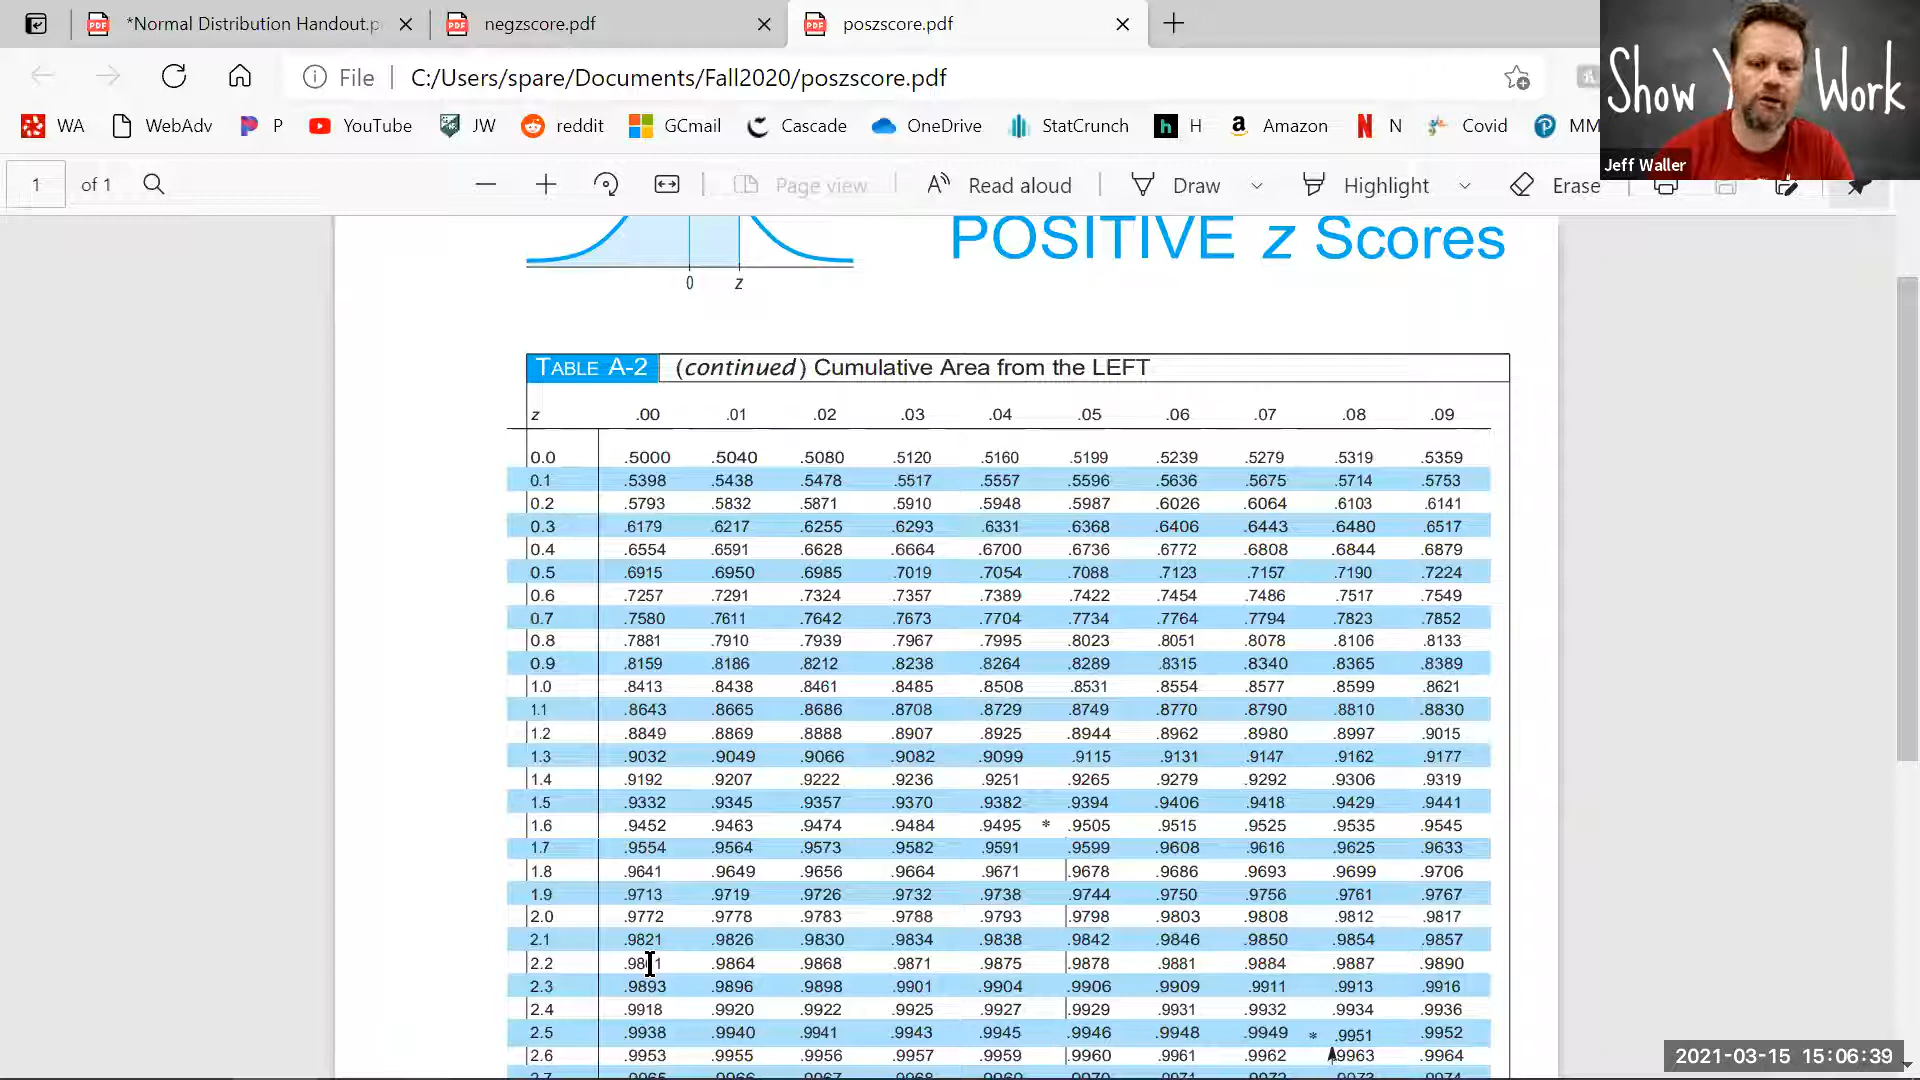 *Normal Distribution Handout.p
negzscore.pdf
poszscore.pdf
File
C:/Users/spare/Documents/Fall2020/poszscore.pdf
Show Work
Jeff Waller
WA
WebAdv
P
YouTube
JW
reddit
GCmail
Cascade
OneDrive
StatCrunch
H
Amazon
N
Covid
MM
1 of 1
Page view
Read aloud
Draw
Highlight
Erase
POSITIVE z Scores
0 z
TABLE A-2 (continued) Cumulative Area from the LEFT
z .00 .01 .02 .03 .04 .05 .06 .07 .08 .09
0.0 .5000 .5040 .5080 .5120 .5160 .5199 .5239 .5279 .5319 .5359
0.1 .5398 .5438 .5478 .5517 .5557 .5596 .5636 .5675 .5714 .5753
0.2 .5793 .5832 .5871 .5910 .5948 .5987 .6026 .6064 .6103 .6141
0.3 .6179 .6217 .6255 .6293 .6331 .6368 .6406 .6443 .6480 .6517
0.4 .6554 .6591 .6628 .6664 .6700 .6736 .6772 .6808 .6844 .6879
0.5 .6915 .6950 .6985 .7019 .7054 .7088 .7123 .7157 .7190 .7224
0.6 .7257 .7291 .7324 .7357 .7389 .7422 .7454 .7486 .7517 .7549
0.7 .7580 .7611 .7642 .7673 .7704 .7734 .7764 .7794 .7823 .7852
0.8 .7881 .7910 .7939 .7967 .7995 .8023 .8051 .8078 .8106 .8133
0.9 .8159 .8186 .8212 .8238 .8264 .8289 .8315 .8340 .8365 .8389
1.0 .8413 .8438 .8461 .8485 .8508 .8531 .8554 .8577 .8599 .8621
1.1 .8643 .8665 .8686 .8708 .8729 .8749 .8770 .8790 .8810 .8830
1.2 .8849 .8869 .8888 .8907 .8925 .8944 .8962 .8980 .8997 .9015
1.3 .9032 .9049 .9066 .9082 .9099 .9115 .9131 .9147 .9162 .9177
1.4 .9192 .9207 .9222 .9236 .9251 .9265 .9279 .9292 .9306 .9319
1.5 .9332 .9345 .9357 .9370 .9382 .9394 .9406 .9418 .9429 .9441
1.6 .9452 .9463 .9474 .9484 .9495 * .9505 .9515 .9525 .9535 .9545
1.7 .9554 .9564 .9573 .9582 .9591 .9599 .9608 .9616 .9625 .9633
1.8 .9641 .9649 .9656 .9664 .9671 .9678 .9686 .9693 .9699 .9706
1.9 .9713 .9719 .9726 .9732 .9738 .9744 .9750 .9756 .9761 .9767
2.0 .9772 .9778 .9783 .9788 .9793 .9798 .9803 .9808 .9812 .9817
2.1 .9821 .9826 .9830 .9834 .9838 .9842 .9846 .9850 .9854 .9857
2.2 .9864 .9868 .9871 .9875 .9878 .9881 .9884 .9887 .9890
2.3 .9893 .9896 .9898 .9901 .9904 .9906 .9909 .9911 .9913 .9916
2.4 .9918 .9920 .9922 .9925 .9927 .9929 .9931 .9932 .9934 .9936
2.5 .9938 .9940 .9941 .9943 .9945 .9946 .9948 .9949 * .9951 .9952
2.6 .9953 .9955 .9956 .9957 .9959 .9960 .9961 .9962 .9963 .9964
2021-03-15 15:06:39